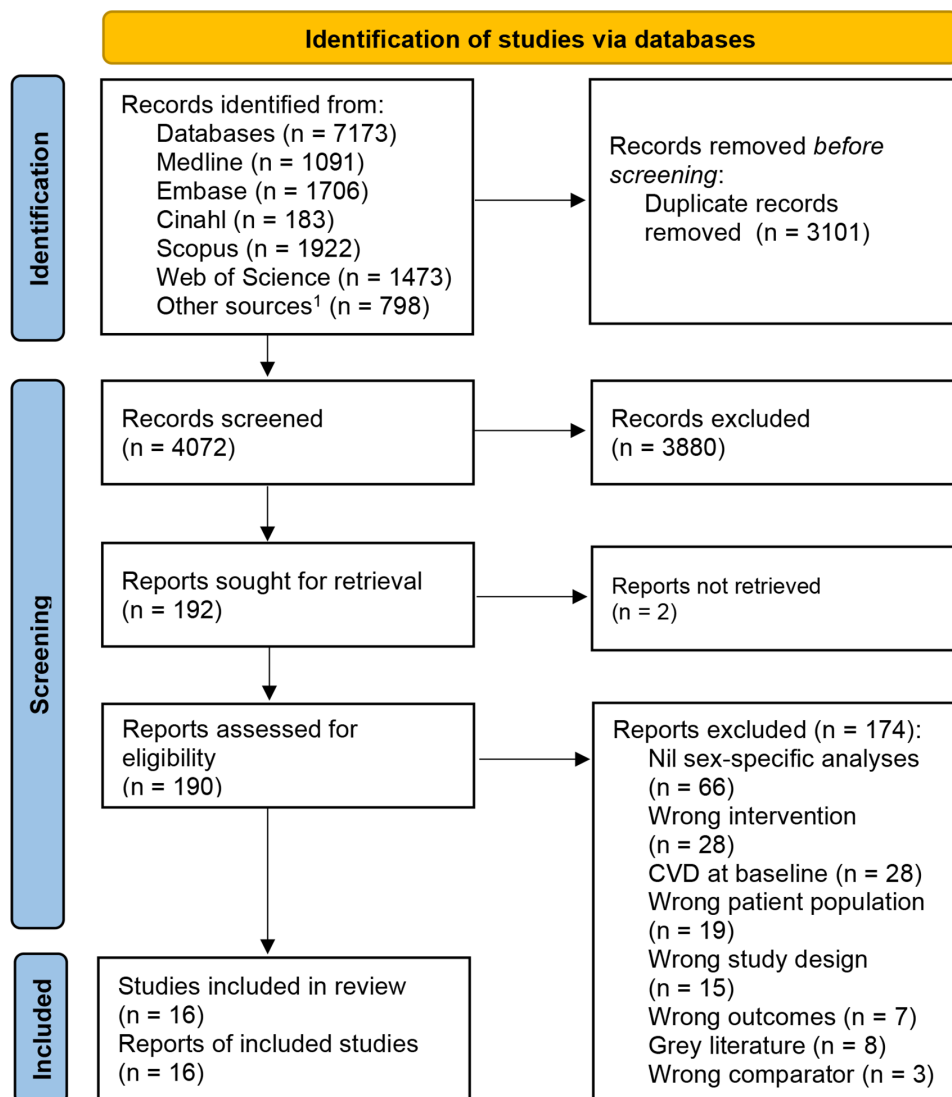 Identification of studies via databases
Identification
Records identified from:
Databases (n = 7173)
Medline (n = 1091)
Embase (n = 1706)
Cinahl (n = 183)
Scopus (n = 1922)
Web of Science (n = 1473)
Other sources¹ (n = 798)
Records removed before
screening:
Duplicate records
removed (n = 3101)
Screening
Records screened
(n = 4072)
Records excluded
(n = 3880)
Reports sought for retrieval
(n = 192)
Reports not retrieved
(n = 2)
Reports assessed for
eligibility
(n = 190)
Reports excluded (n = 174):
Nil sex-specific analyses
(n = 66)
Wrong intervention
(n = 28)
CVD at baseline (n = 28)
Wrong patient population
(n = 19)
Wrong study design
(n = 15)
Wrong outcomes (n = 7)
Grey literature (n = 8)
Wrong comparator (n = 3)
Included
Studies included in review
(n = 16)
Reports of included studies
(n = 16)